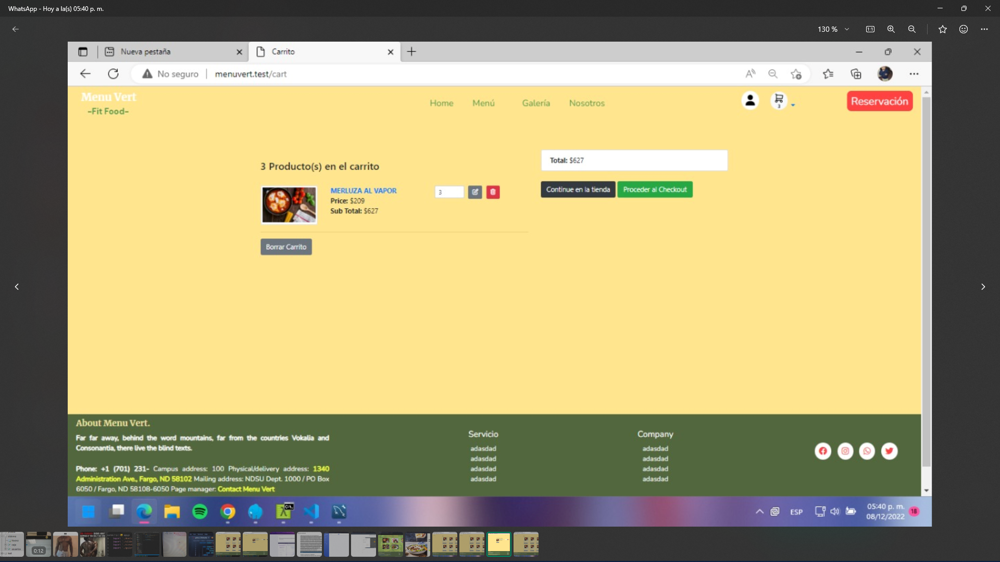 WhatsApp - Hoy a la(s) 05:40 p. m.
130 %
1:1
Nueva pestaña
Carrito
No seguro
menuvert.test/cart
Menu Vert
-Fit Food-
Home
Menú
Galería
Nosotros
3
Reservación
3 Producto(s) en el carrito
MERLUZA AL VAPOR
Price: $209
Sub Total: $627
3
Borrar Carrito
Total: $627
Continue en la tienda
Proceder al Checkout
About Menu Vert.
Far far away, behind the word mountains, far from the countries Vokalia and
Consonantia, there live the blind texts.
Phone: +1 (701) 231- Campus address: 100 Physical/delivery address: 1340
Administration Ave., Fargo, ND 58102 Mailing address: NDSU Dept. 1000 / PO Box
6050 / Fargo, ND 58108-6050 Page manager: Contact Menu Vert
Servicio
adasdad
adasdad
adasdad
adasdad
Company
adasdad
adasdad
adasdad
adasdad
ESP
05:40 p. m.
08/12/2022
18
0:12